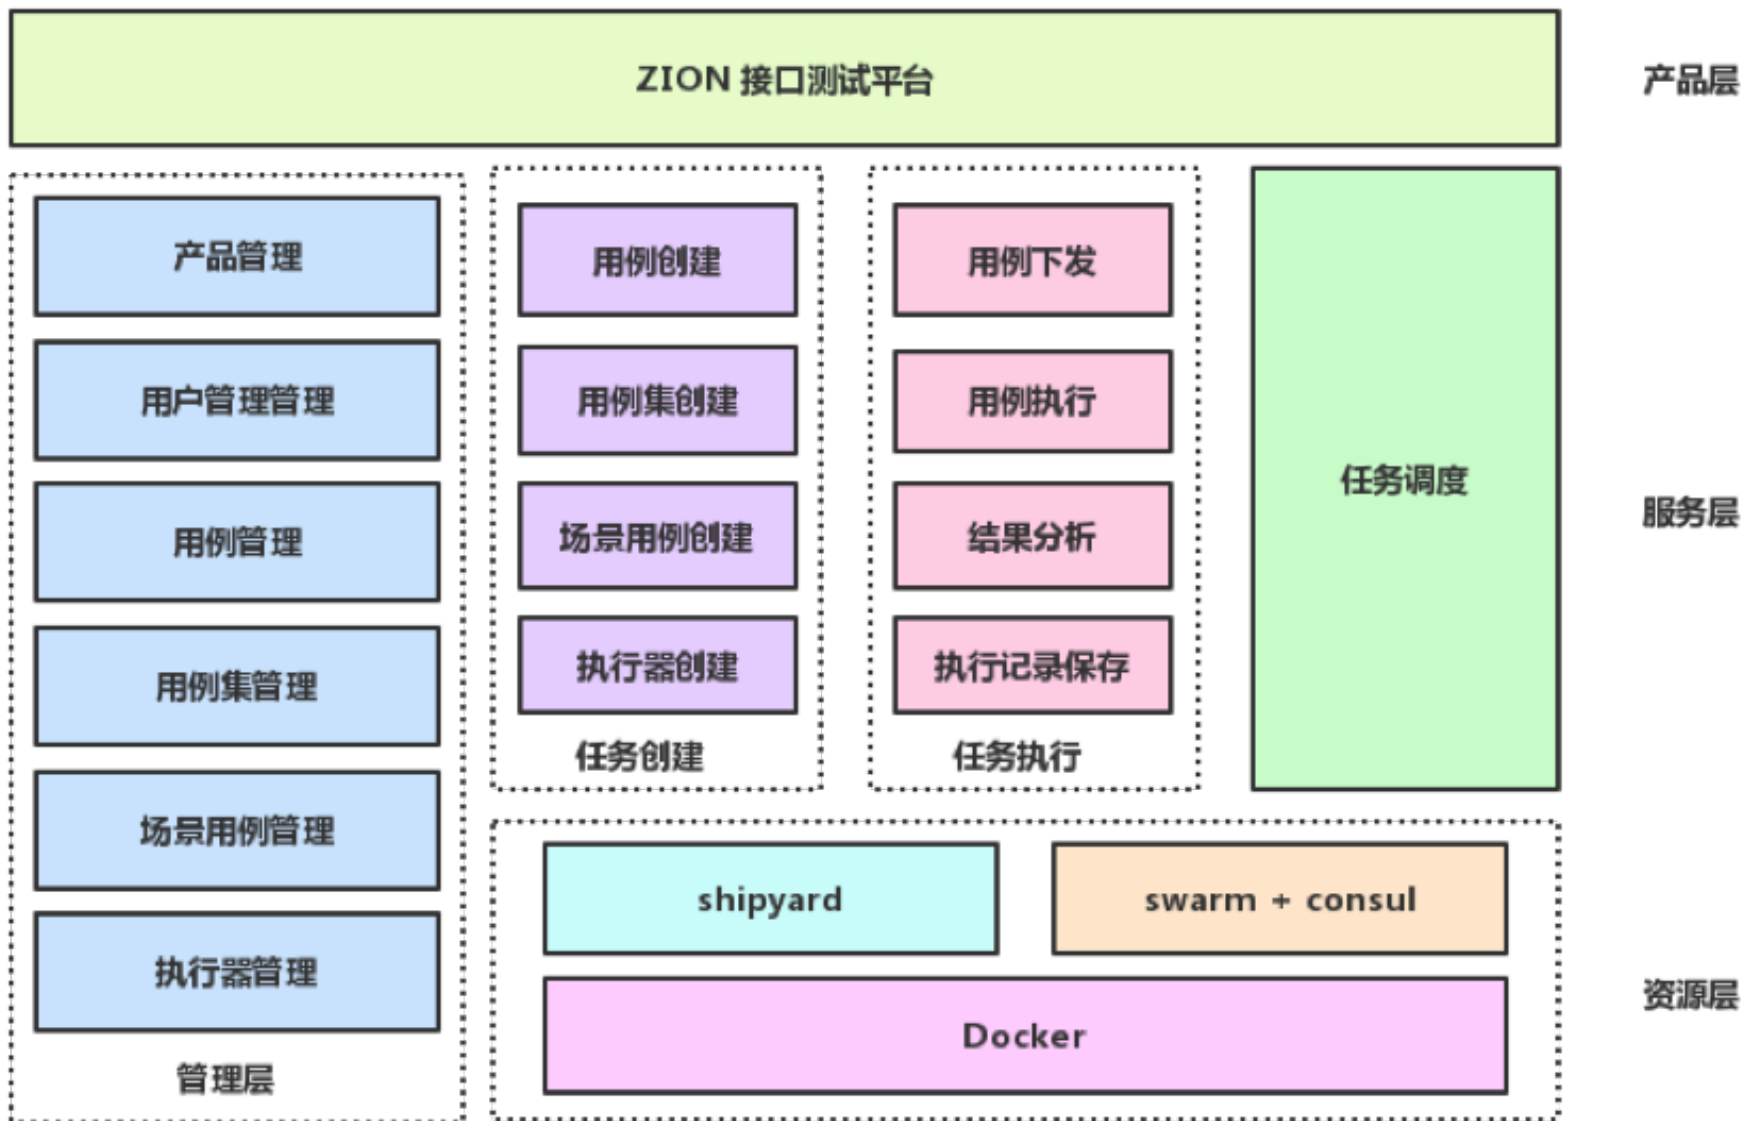 ZION 接口测试平台
产品层
产品管理
用户管理管理
用例管理
用例集管理
场景用例管理
执行器管理
管理层
用例创建
用例集创建
场景用例创建
执行器创建
任务创建
用例下发
用例执行
结果分析
执行记录保存
任务执行
任务调度
服务层
shipyard
swarm + consul
Docker
资源层